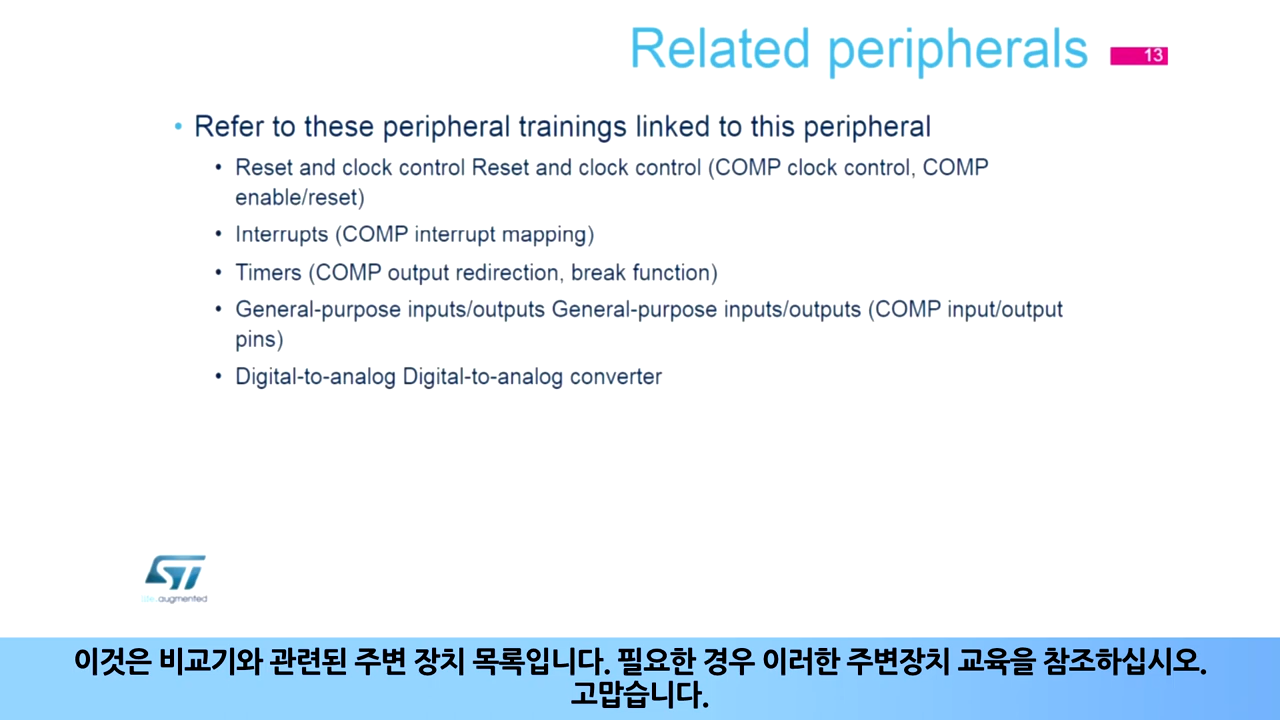 Related peripherals
13
• Refer to these peripheral trainings linked to this peripheral
• Reset and clock control Reset and clock control (COMP clock control, COMP
enable/reset)
• Interrupts (COMP interrupt mapping)
• Timers (COMP output redirection, break function)
• General-purpose inputs/outputs General-purpose inputs/outputs (COMP input/output
pins)
• Digital-to-analog Digital-to-analog converter
ST
life.augmented
이것은 비교기와 관련된 주변 장치 목록입니다. 필요한 경우 이러한 주변장치 교육을 참조하십시오.
고맙습니다.